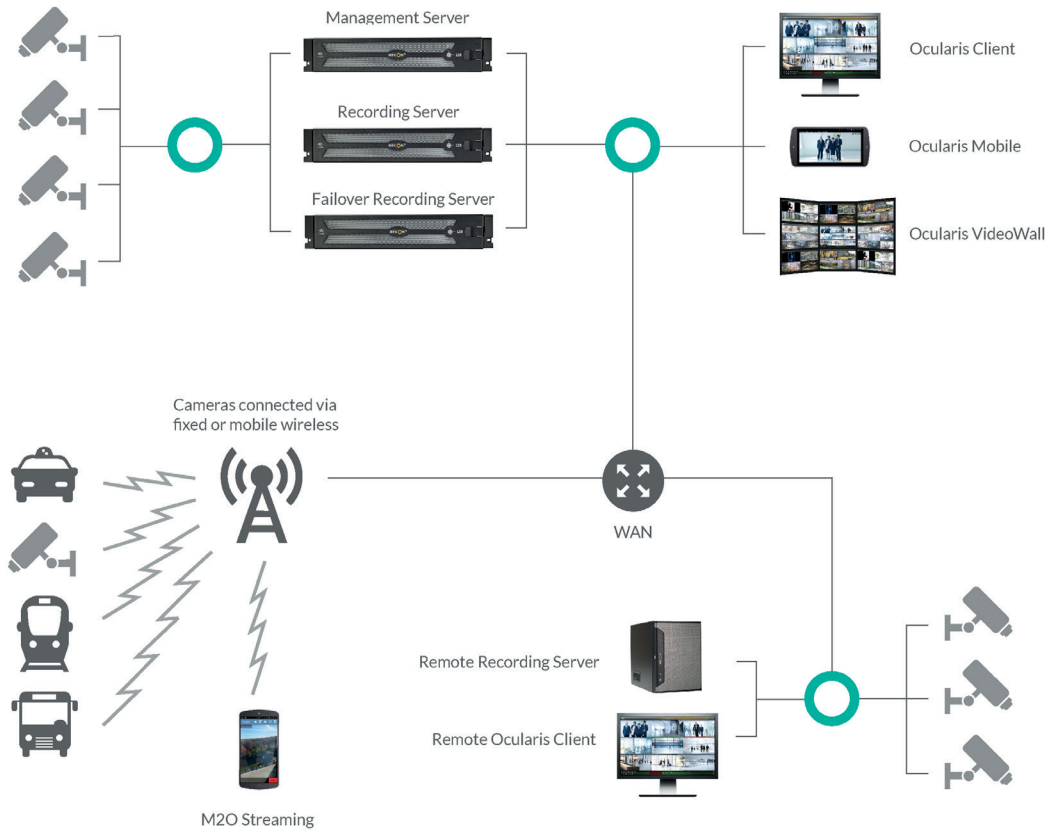 Management Server
Recording Server
Failover Recording Server
Ocularis Client
Ocularis Mobile
Ocularis VideoWall
Cameras connected via
fixed or mobile wireless
WAN
Remote Recording Server
Remote Ocularis Client
M2O Streaming